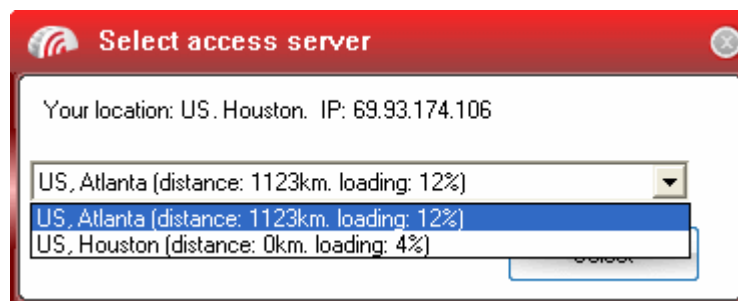 Select access server
Your location: US. Houston. IP: 69.93.174.106
US, Atlanta (distance: 1123km. loading: 12%)
US, Atlanta (distance: 1123km. loading: 12%)
US, Houston (distance: 0km. loading: 4%)